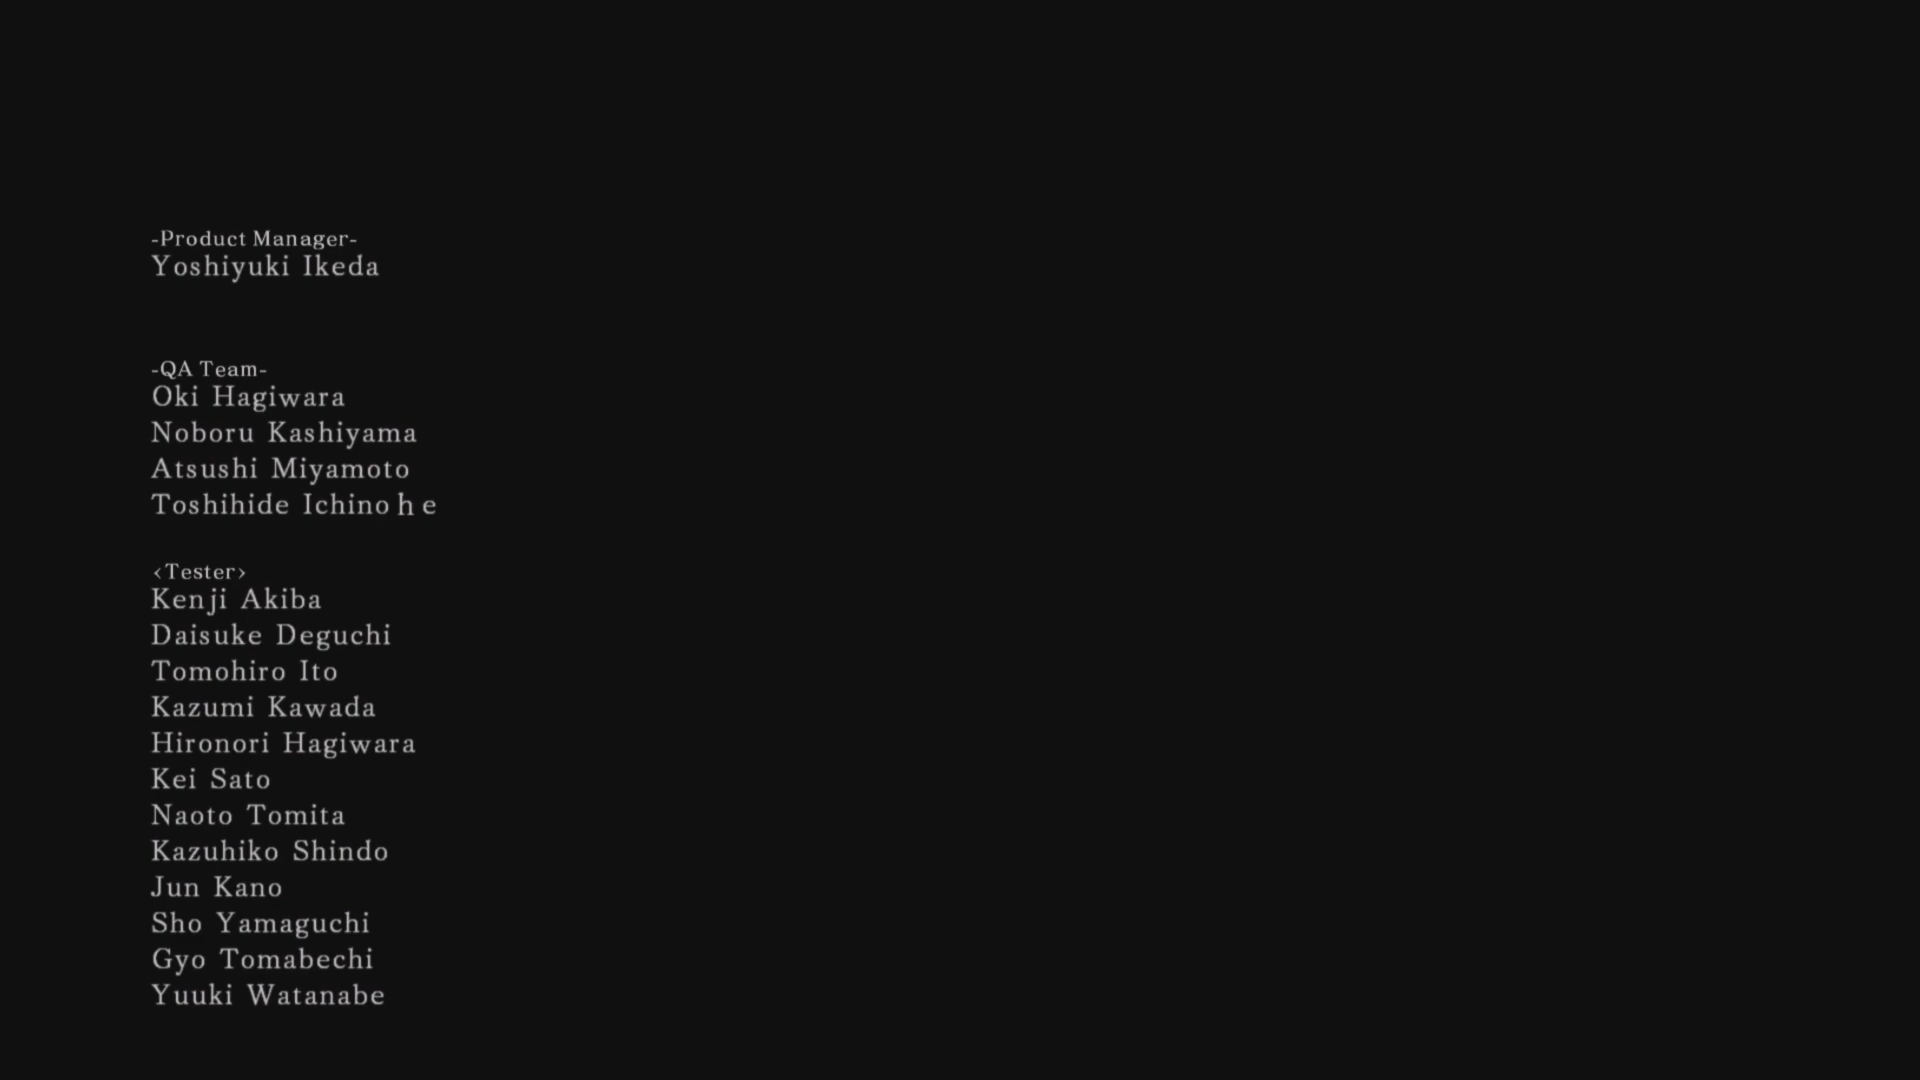 -Product Manager-
Yoshiyuki Ikeda
-QA Team-
Oki Hagiwara
Noboru Kashiyama
Atsushi Miyamoto
Toshihide Ichinoｈｅ
<Tester>
Kenji Akiba
Daisuke Deguchi
Tomohiro Ito
Kazumi Kawada
Hironori Hagiwara
Kei Sato
Naoto Tomita
Kazuhiko Shindo
Jun Kano
Sho Yamaguchi
Gyo Tomabechi
Yuuki Watanabe